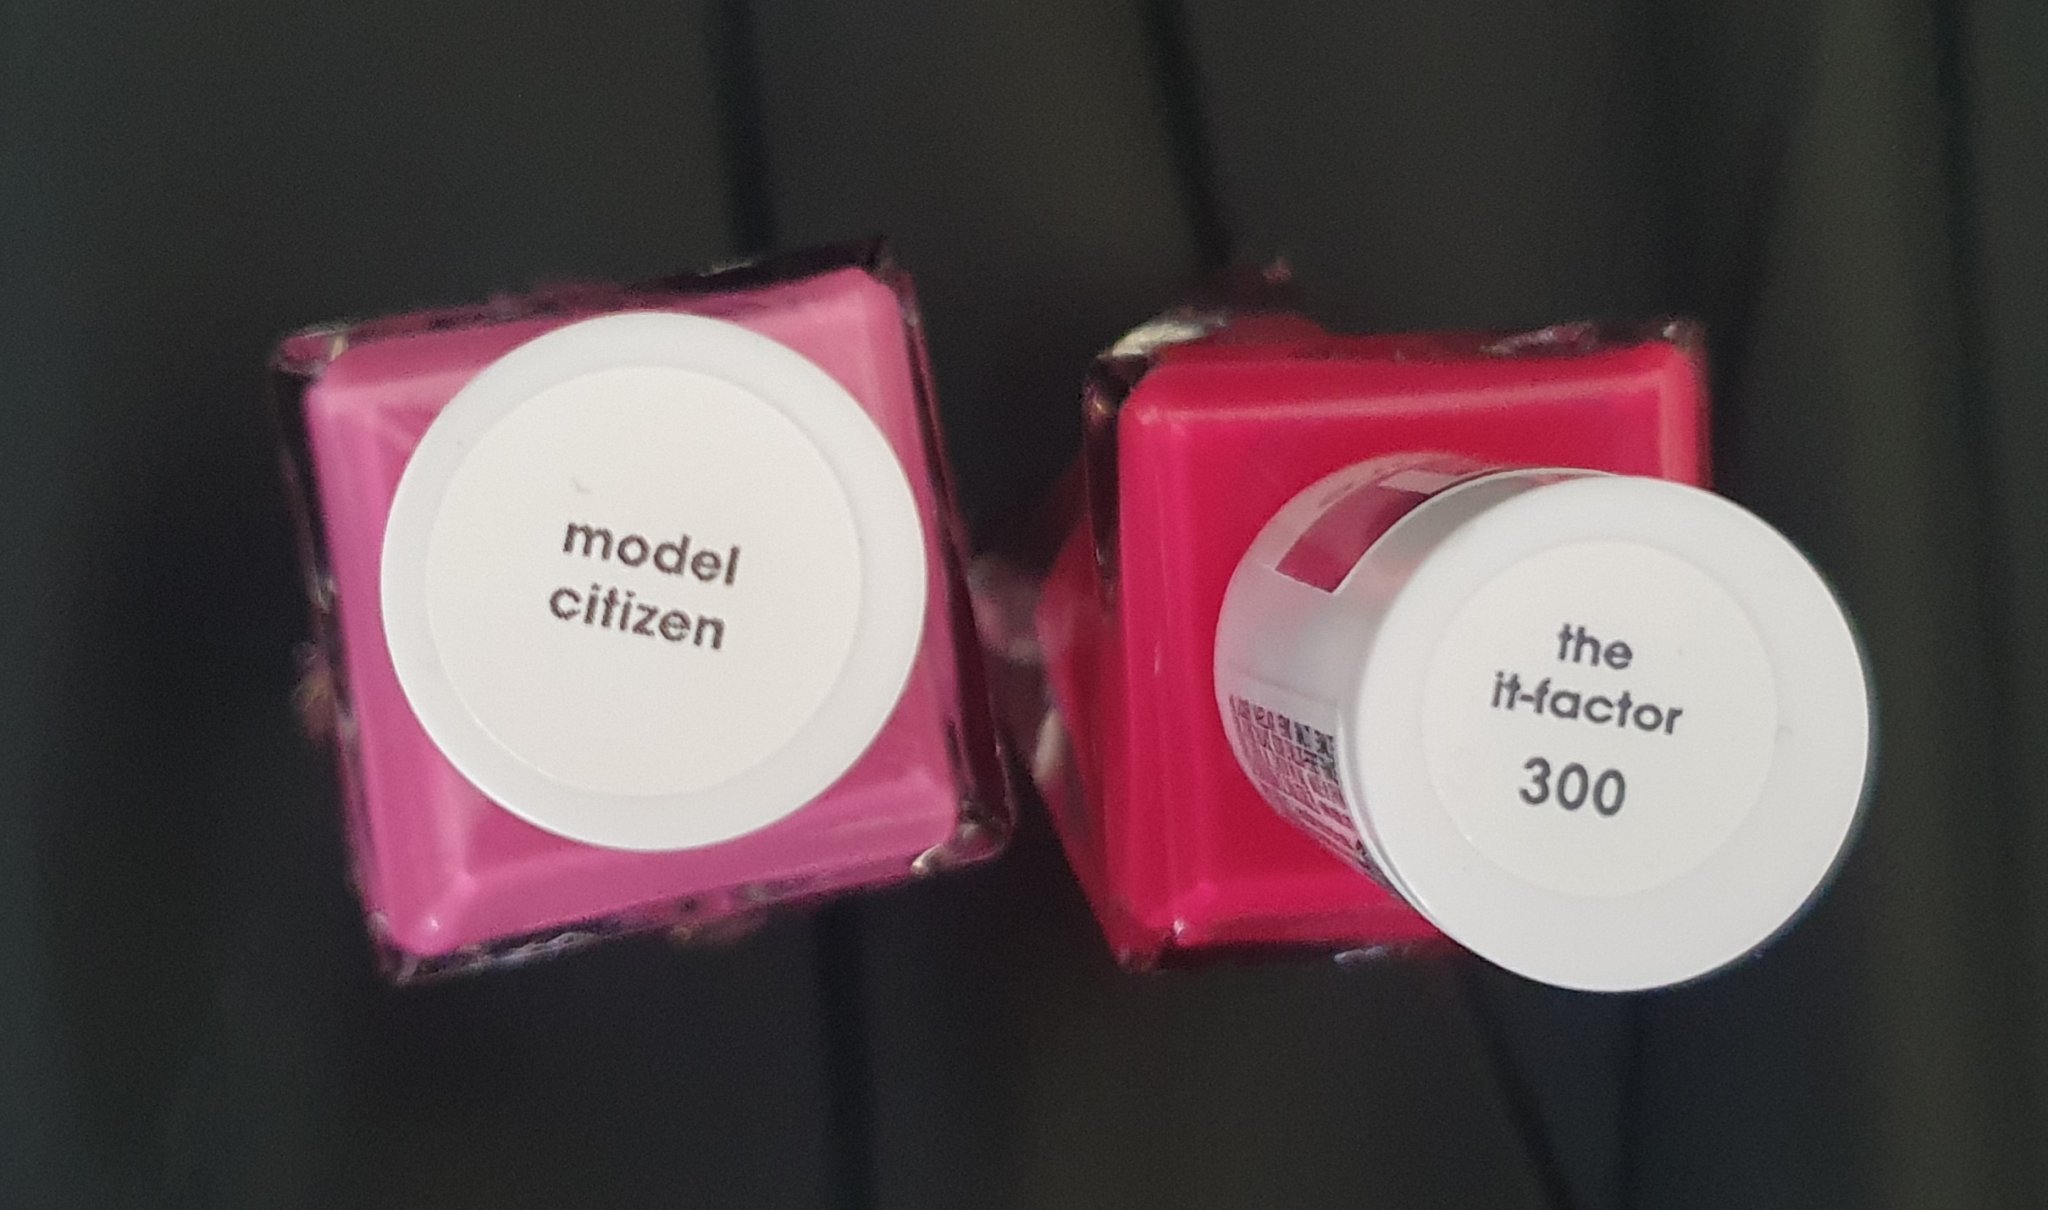 model
citizen
the
it-factor
300